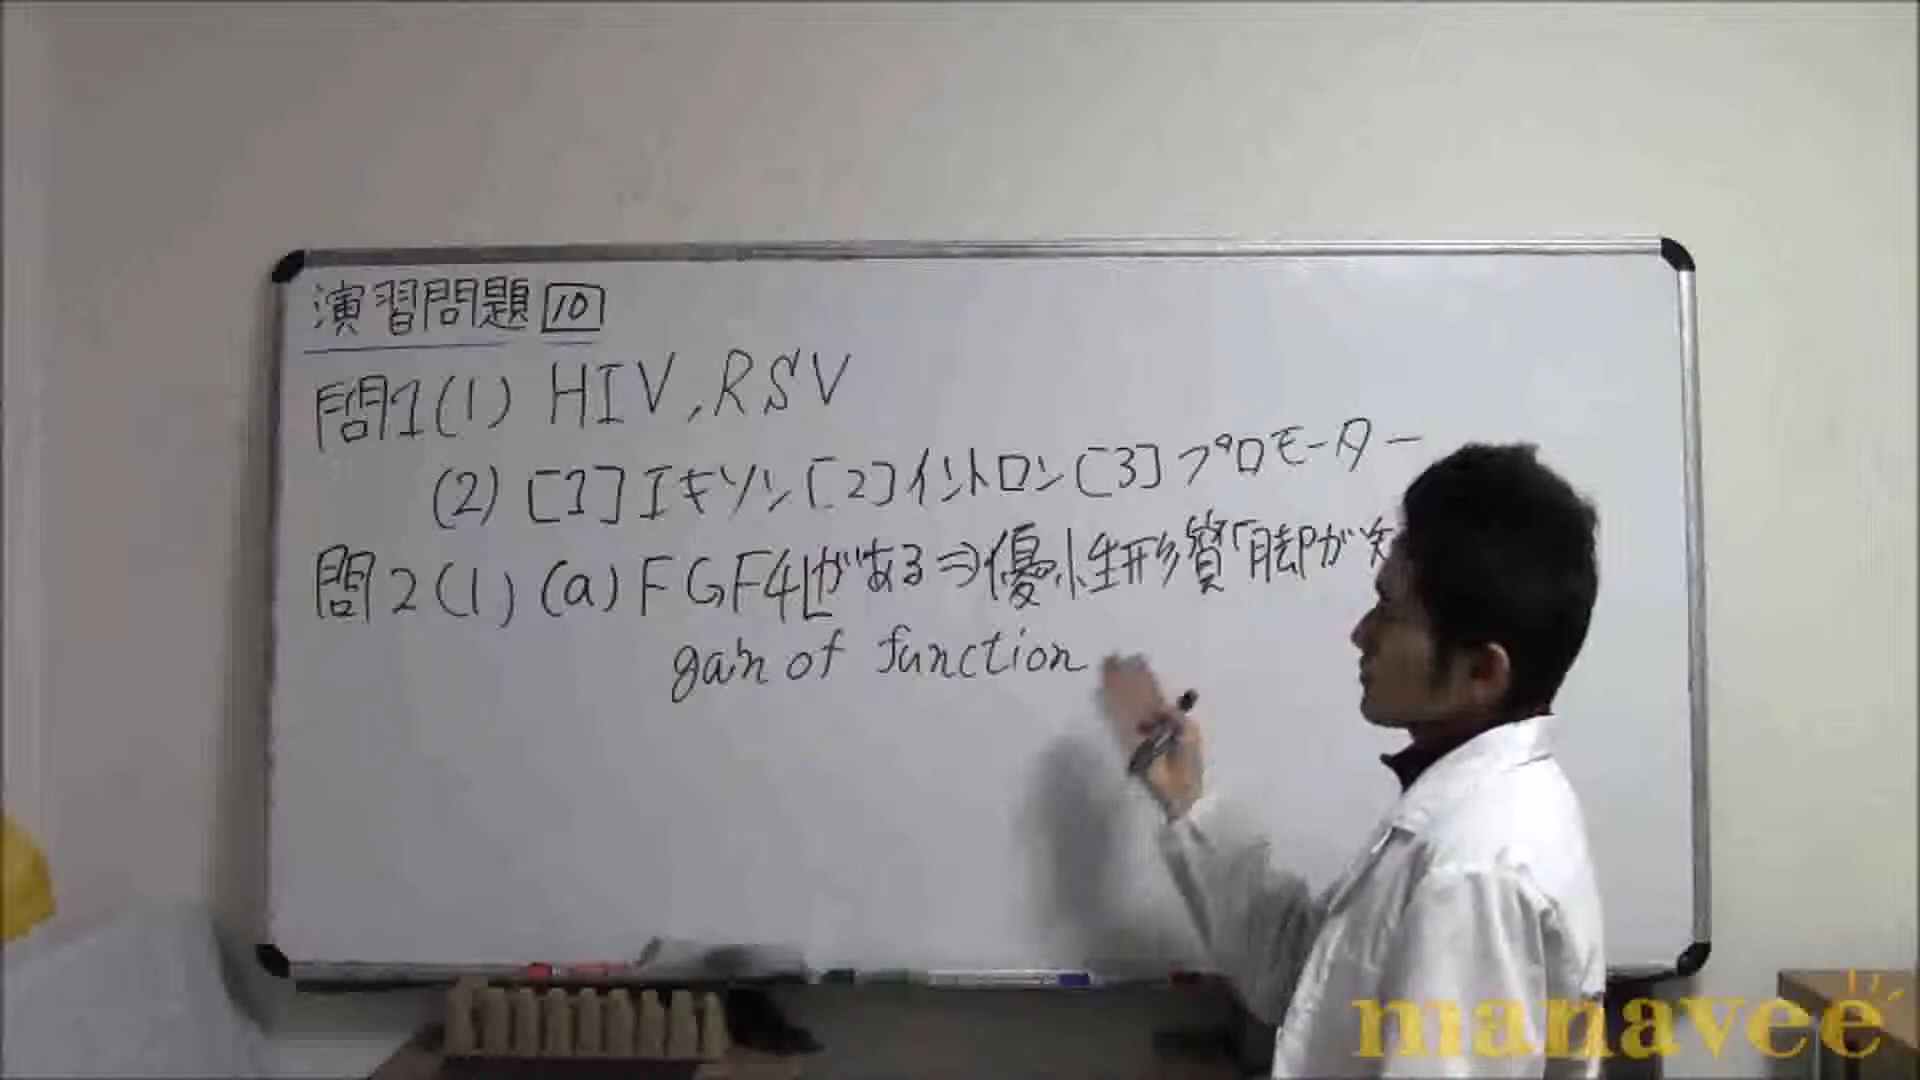 演習問題 10
問1(1) HIV, RSV
(2) [1]エキソン[2]イントロン[3]プロモーター
問2(1) (a) FGF4Lがある⇒優性形質「脚が短
gain of function
manavee